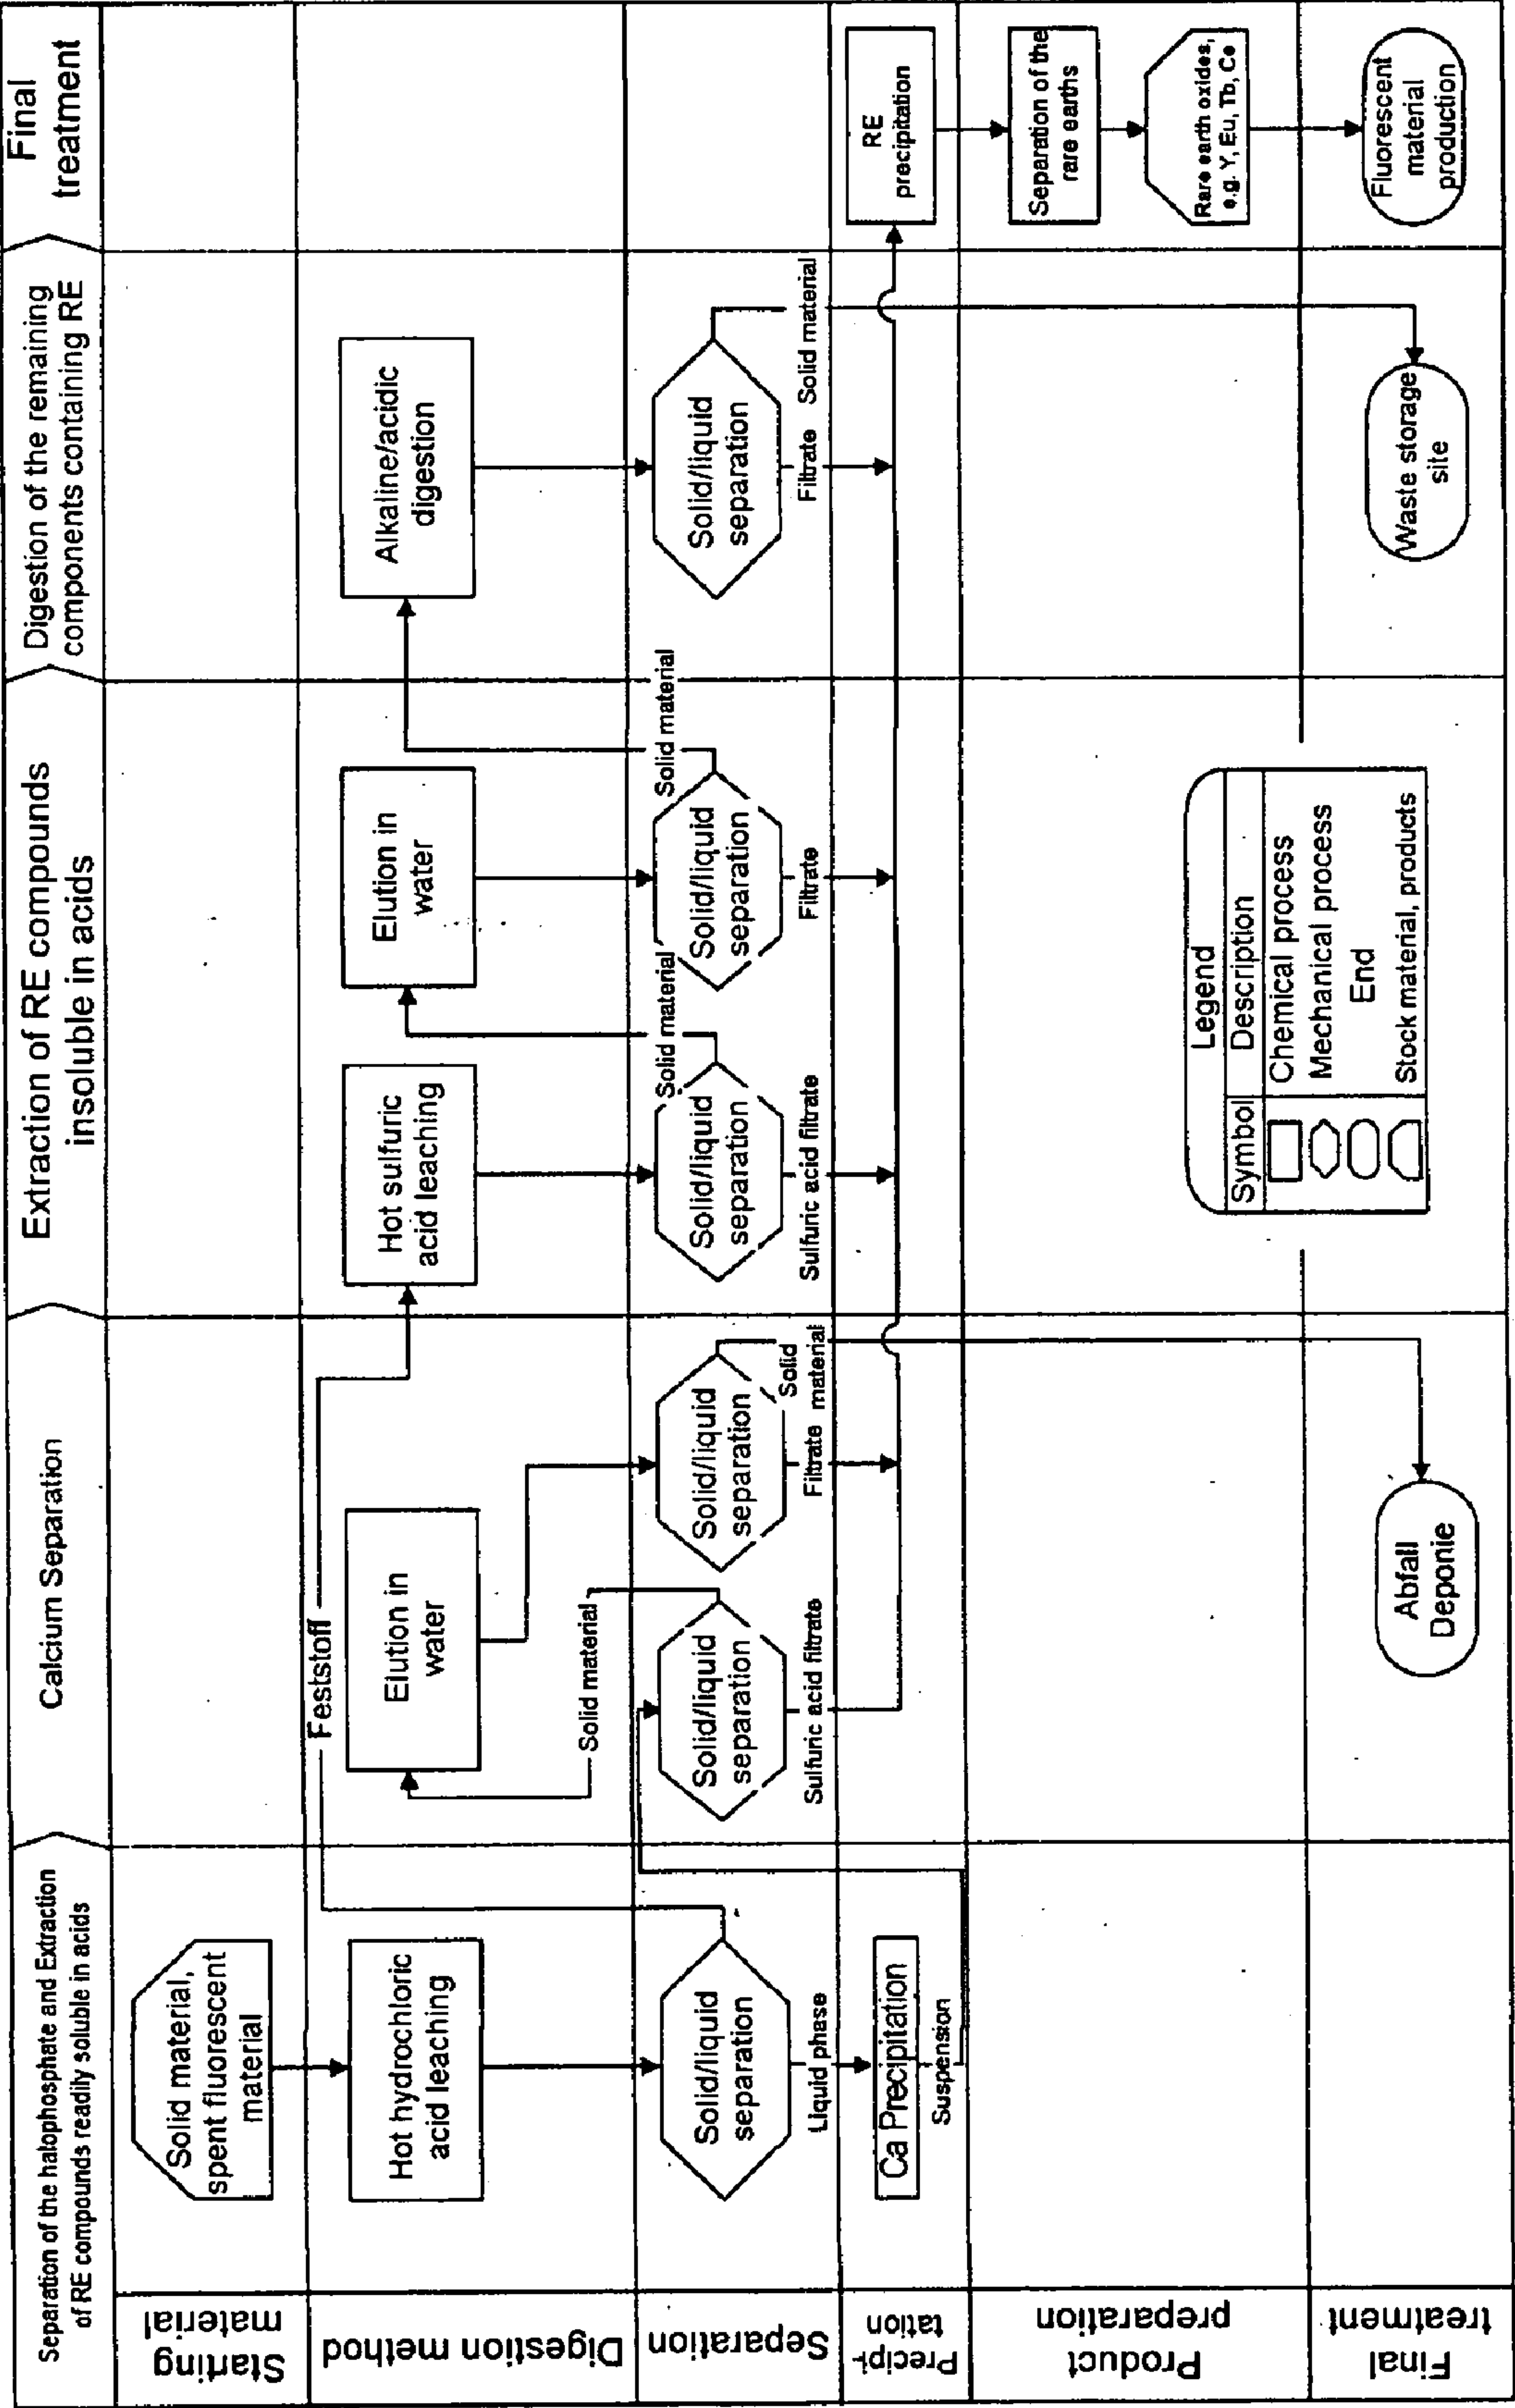 Separation of the halophosphate and Extraction
of RE compounds readily soluble in acids
Calcium Separation
Extraction of RE compounds
insoluble in acids
Digestion of the remaining
components containing RE
Final
treatment
Starting
material
Solid material,
spent fluorescent
material
Digestion method
Hot hydrochloric
acid leaching
Feststoff
Elution in
water
Solid material
Hot sulfuric
acid leaching
Elution in
water
Alkaline/acidic
digestion
Separation
Solid/liquid
separation
Liquid phase
Solid/liquid
separation
Sulfuric acid filtrate
Solid/liquid
separation
Filtrate
Solid
material
Solid/liquid
separation
Sulfuric acid filtrate
Solid material
Solid/liquid
separation
Filtrate
Solid material
Solid/liquid
separation
Filtrate
Solid material
Precipi-
tation
Ca Precipitation
Suspension
RE
precipitation
Product
preparation
Legend
Symbol Description
Chemical process
Mechanical process
End
Stock material, products
Separation of the
rare earths
Rare earth oxides,
e.g. Y, Eu, Tb, Ce
Final
treatment
Abfall
Deponie
Waste storage
site
Fluorescent
material
production